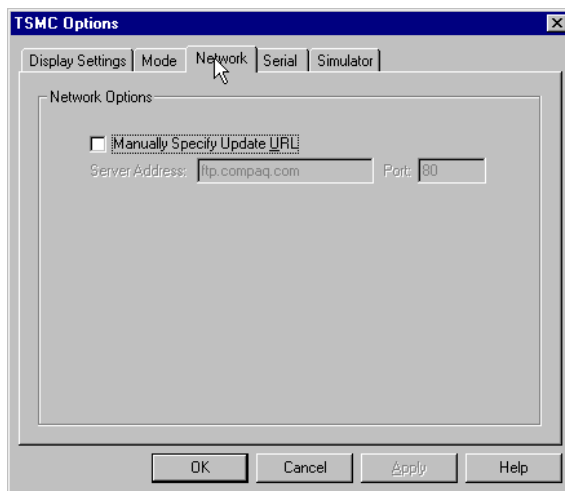 TSMC Options
Display Settings Mode Network Serial Simulator
Network Options
Manually Specify Update URL
Server Address: ftp.compaq.com Port: 80
OK Cancel Apply Help